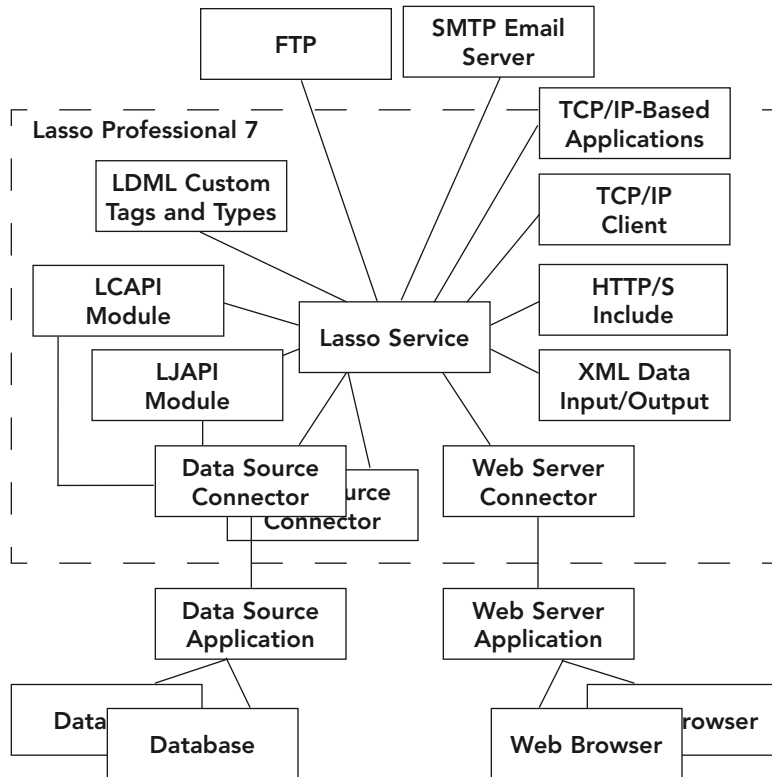 FTP
SMTP Email
Server
Lasso Professional 7
TCP/IP-Based
Applications
LDML Custom
Tags and Types
TCP/IP
Client
LCAPI
Module
HTTP/S
Include
Lasso Service
LJAPI
Module
XML Data
Input/Output
Data Source
Connector
Connector
Web Server
Connector
Data Source
Application
Web Server
Application
Data
Database
Web Browser